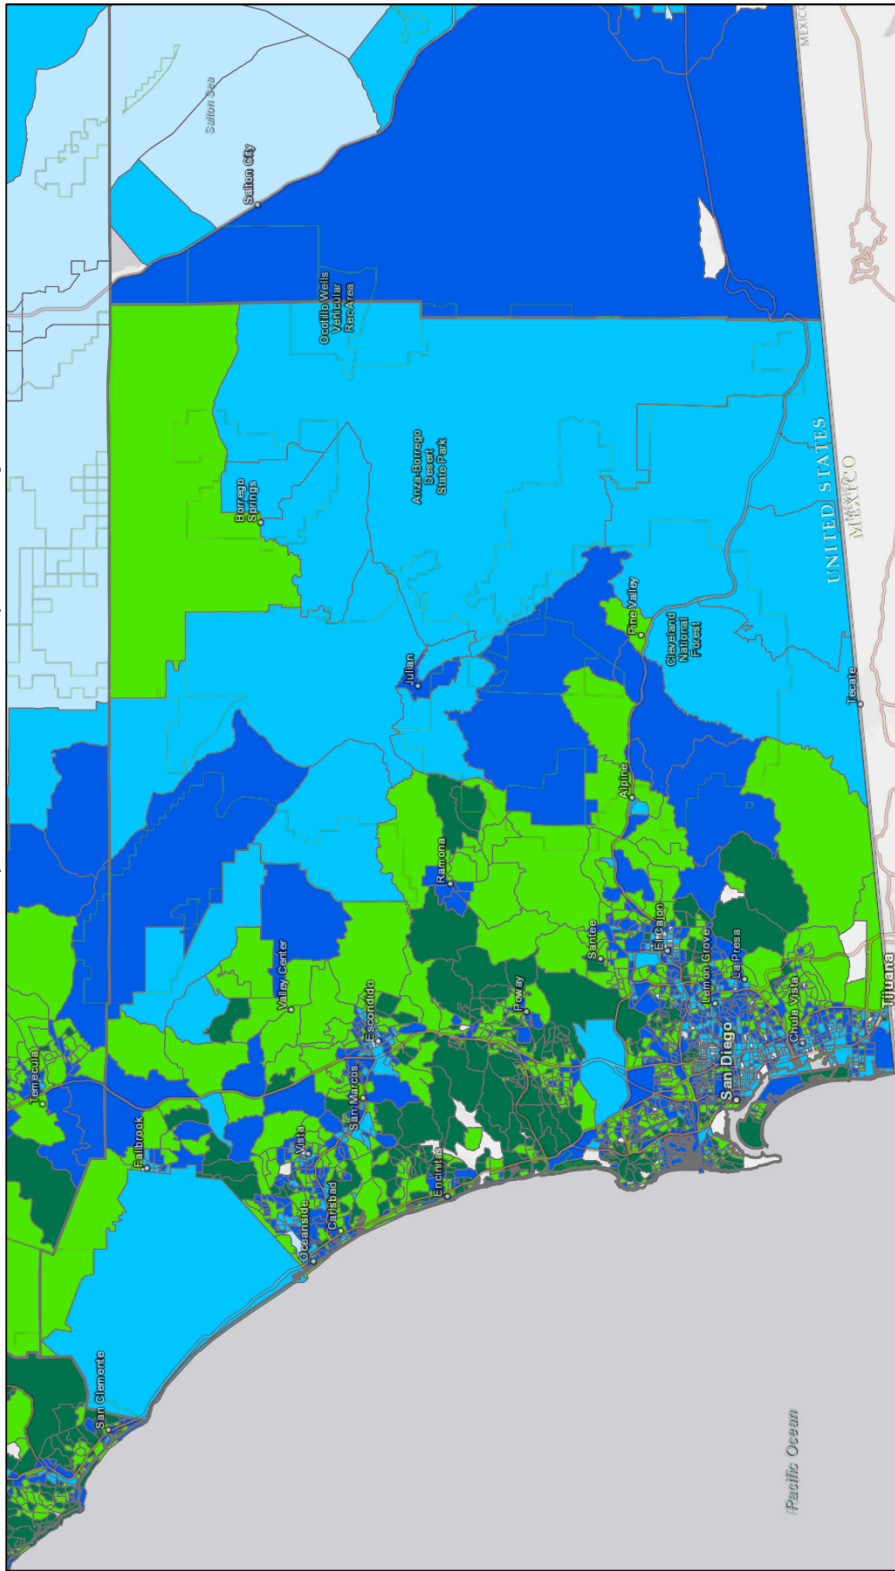 Temecula
San Clemente
Fallbrook
Salton Sea
Salton City
Borrego
Springs
Ocotillo Wells
Vehicular
Rec Area
Valley Center
Vista
Oceanside
Carlsbad
San Marcos
Escondido
Julian
Anza-Borrego
Desert
State Park
Encinitas
Ramona
Poway
Santee
Alpine
Pine Valley
Cleveland
National
Forest
El Cajon
Lemon Grove
La Presa
San Diego
Chula Vista
Tecate
Tijuana
UNITED STATES
MEXICO
MEXICO
Pacific Ocean